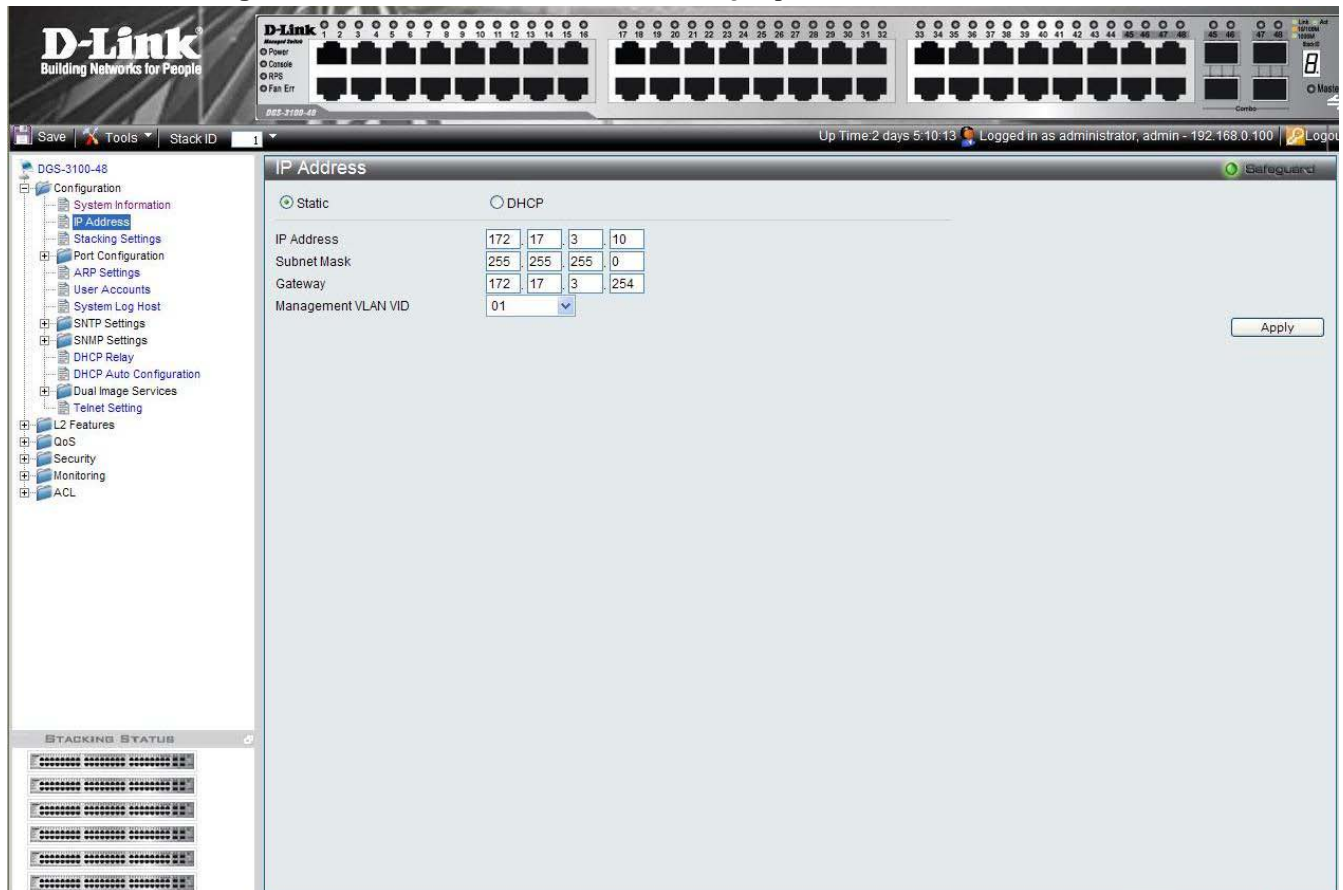 D-Link
Building Networks for People
D-Link
1 2 3 4 5 6 7 8 9 10 11 12 13 14 15 16
17 18 19 20 21 22 23 24 25 26 27 28 29 30 31 32
33 34 35 36 37 38 39 40 41 42 43 44 45 46 47 48
45 46 47 48
Power
Console
RPS
Fan Err
DGS-3100-48
Combo
Save
Tools
Stack ID
1
Up Time:2 days 5:10:13
Logged in as administrator, admin - 192.168.0.100
DGS-3100-48
Configuration
System Information
IP Address
Stacking Settings
Port Configuration
ARP Settings
User Accounts
System Log Host
SNTP Settings
SNMP Settings
DHCP Relay
DHCP Auto Configuration
Dual Image Services
Telnet Setting
L2 Features
QoS
Security
Monitoring
ACL
STACKING STATUS
IP Address
Safeguard
Static
DHCP
IP Address 172 . 17 . 3 . 10
Subnet Mask 255 . 255 . 255 . 0
Gateway 172 . 17 . 3 . 254
Management VLAN VID 01
Apply